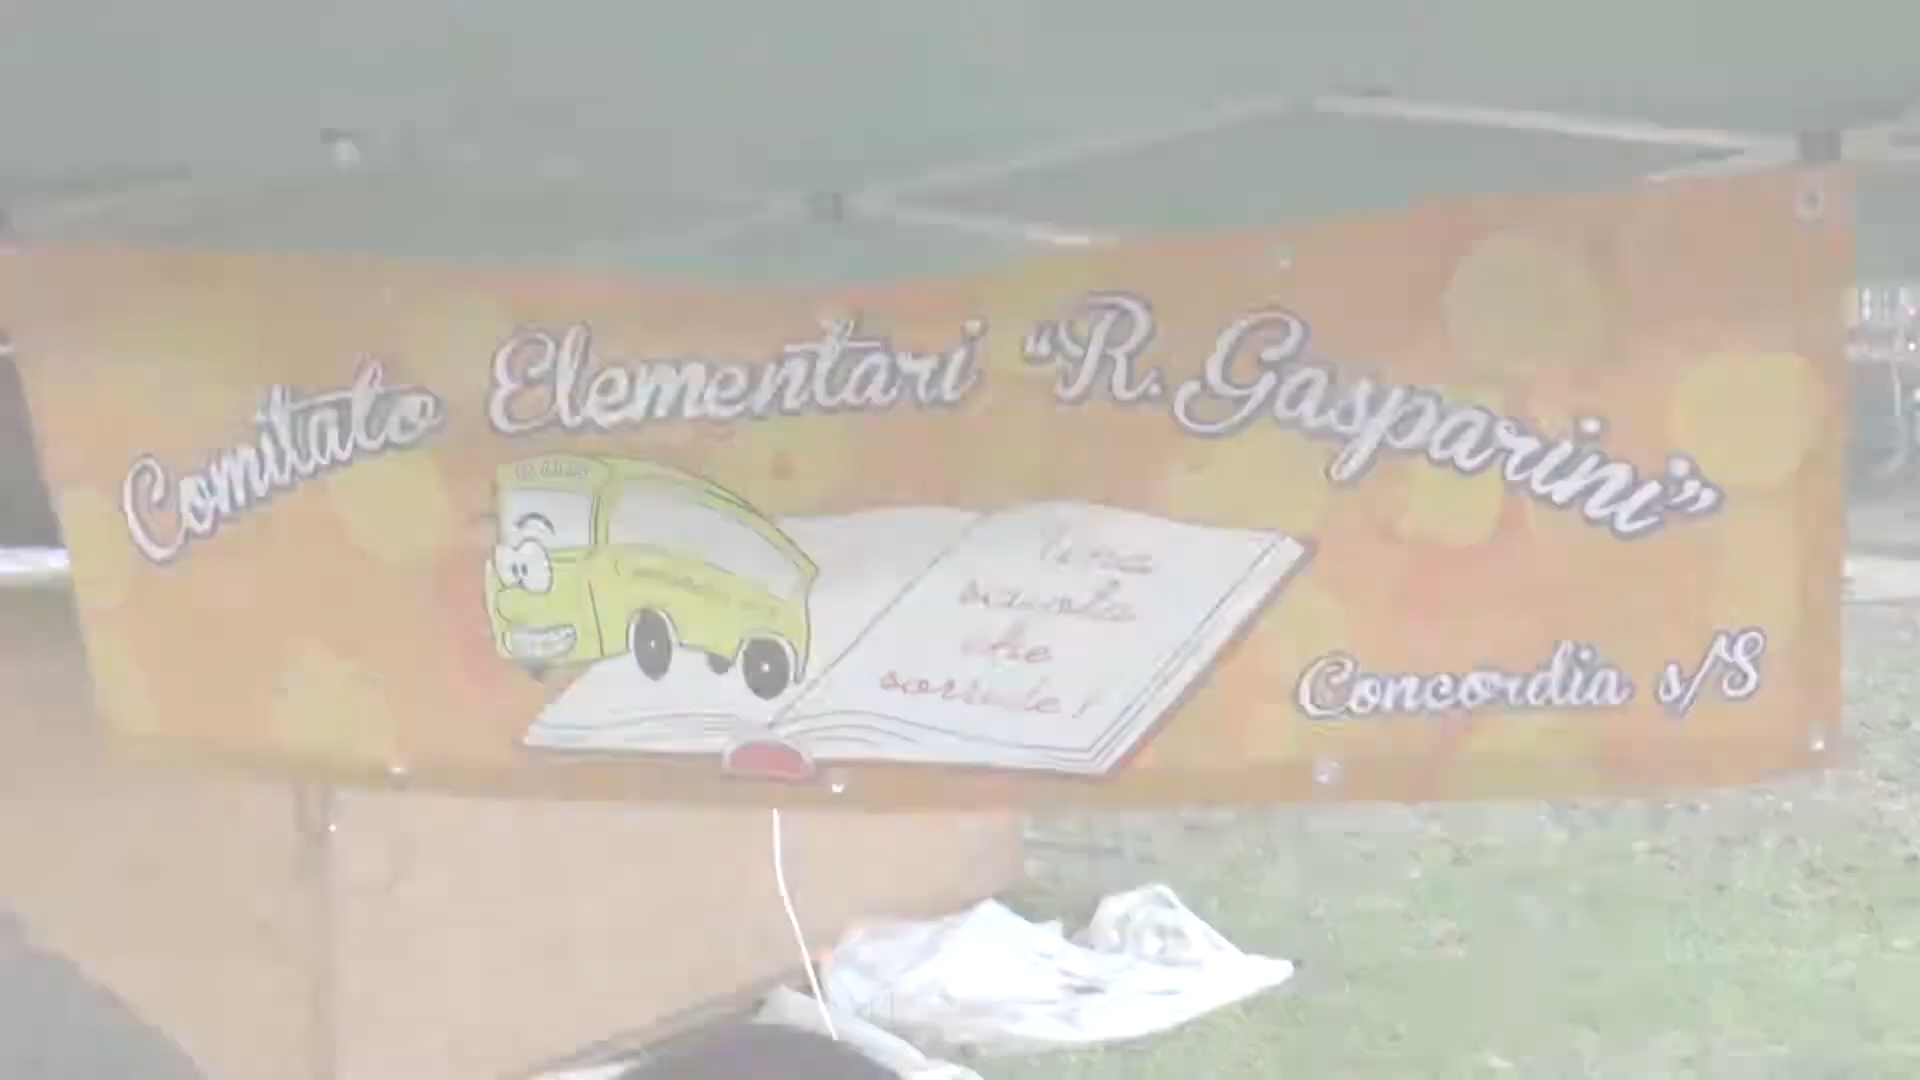 Comitato Elementari “R. Gasparini”
Una
scuola
che
sorride!
Concordia s/S